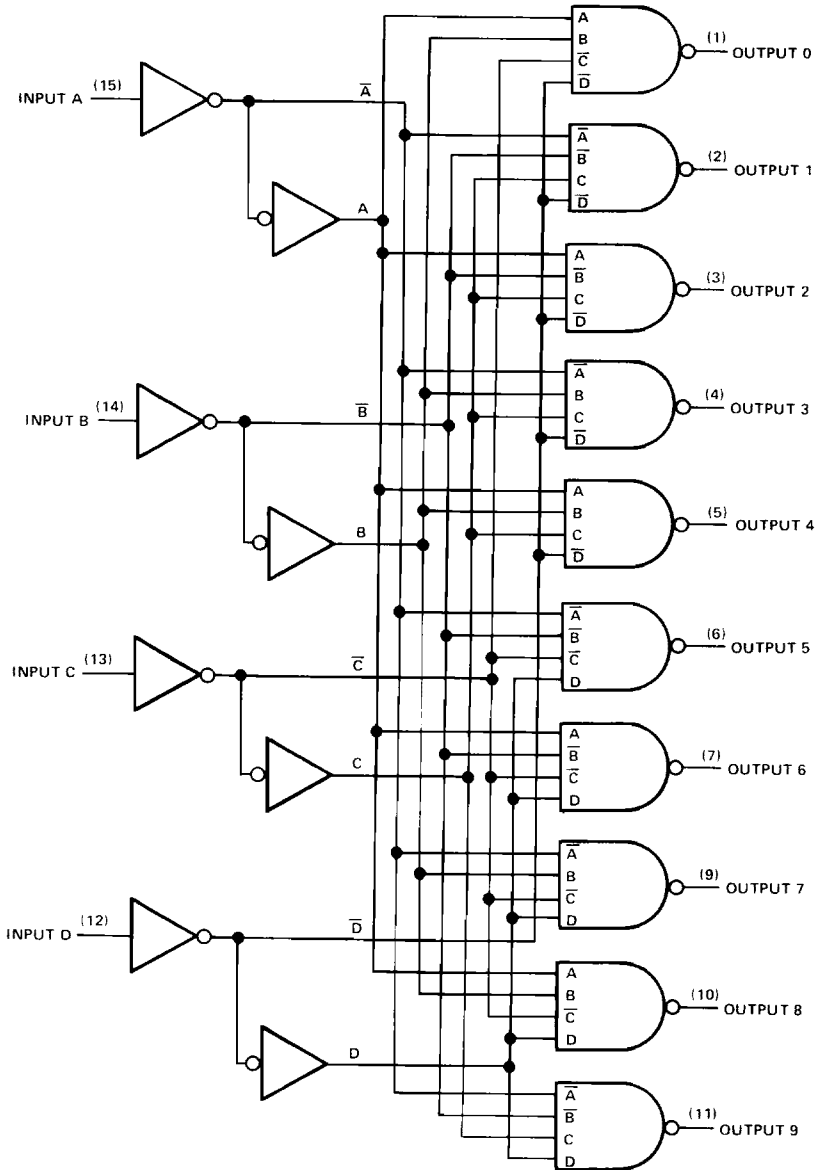 A
B
C̅
D̅
(1)
OUTPUT 0
INPUT A
(15)
A̅
A̅
B̅
C
D̅
(2)
OUTPUT 1
A
A
B̅
C
D̅
(3)
OUTPUT 2
A̅
B
C
D̅
(4)
OUTPUT 3
INPUT B
(14)
B̅
B
A
B
C
D̅
(5)
OUTPUT 4
A̅
B̅
C̅
D
(6)
OUTPUT 5
INPUT C
(13)
C̅
C
A
B̅
C̅
D
(7)
OUTPUT 6
A̅
B
C̅
D
(9)
OUTPUT 7
INPUT D
(12)
D̅
A
B
C̅
D
(10)
OUTPUT 8
D
A̅
B̅
C
D
(11)
OUTPUT 9